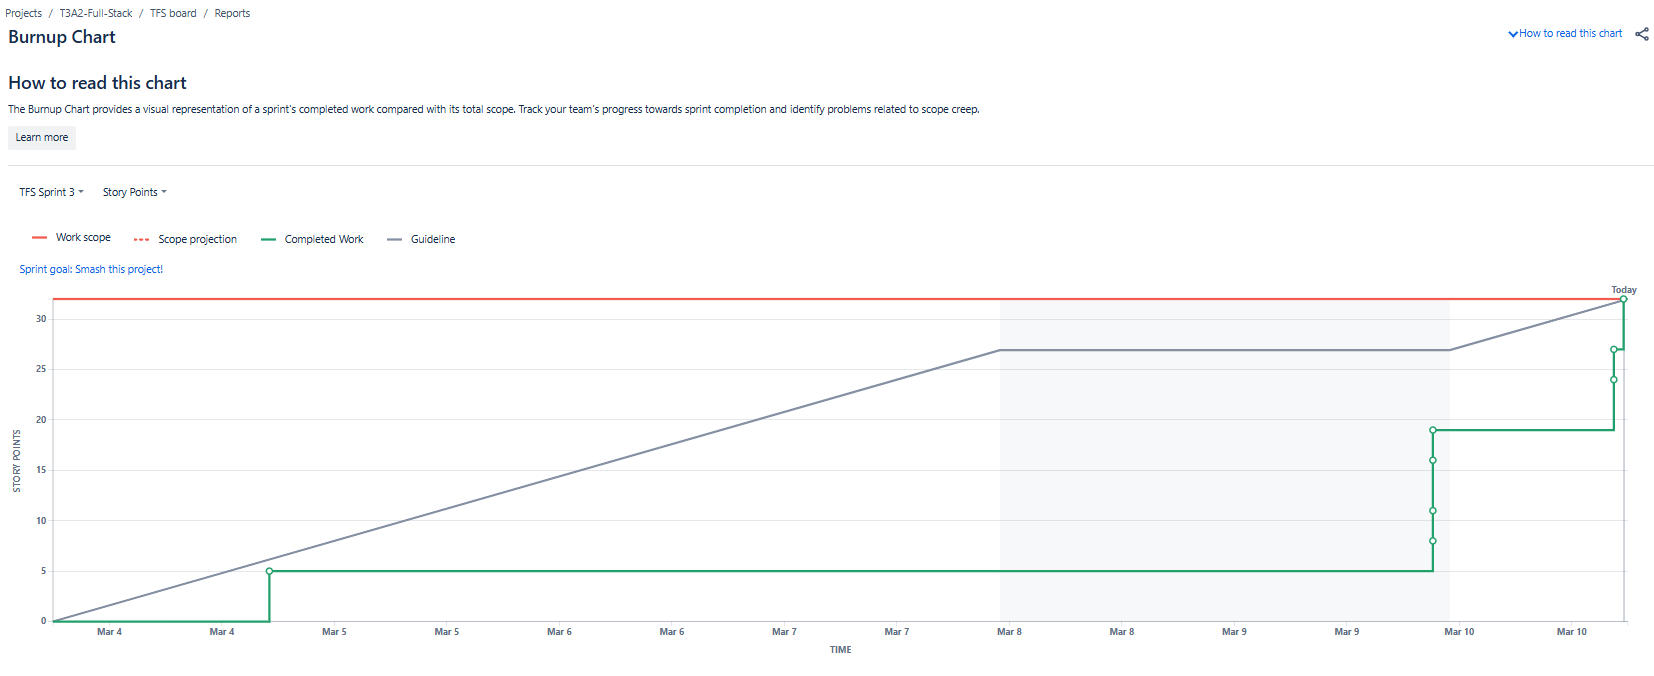 Projects / T3A2-Full-Stack / TFS board / Reports
Burnup Chart
How to read this chart
How to read this chart
The Burnup Chart provides a visual representation of a sprint's completed work compared with its total scope. Track your team's progress towards sprint completion and identify problems related to scope creep.
Learn more
TFS Sprint 3 Story Points
Work scope Scope projection Completed Work Guideline
Sprint goal: Smash this project!
Today
30
25
20
15
10
5
0
STORY POINTS
Mar 4 Mar 4 Mar 5 Mar 5 Mar 6 Mar 6 Mar 7 Mar 7 Mar 8 Mar 8 Mar 9 Mar 9 Mar 10 Mar 10
TIME